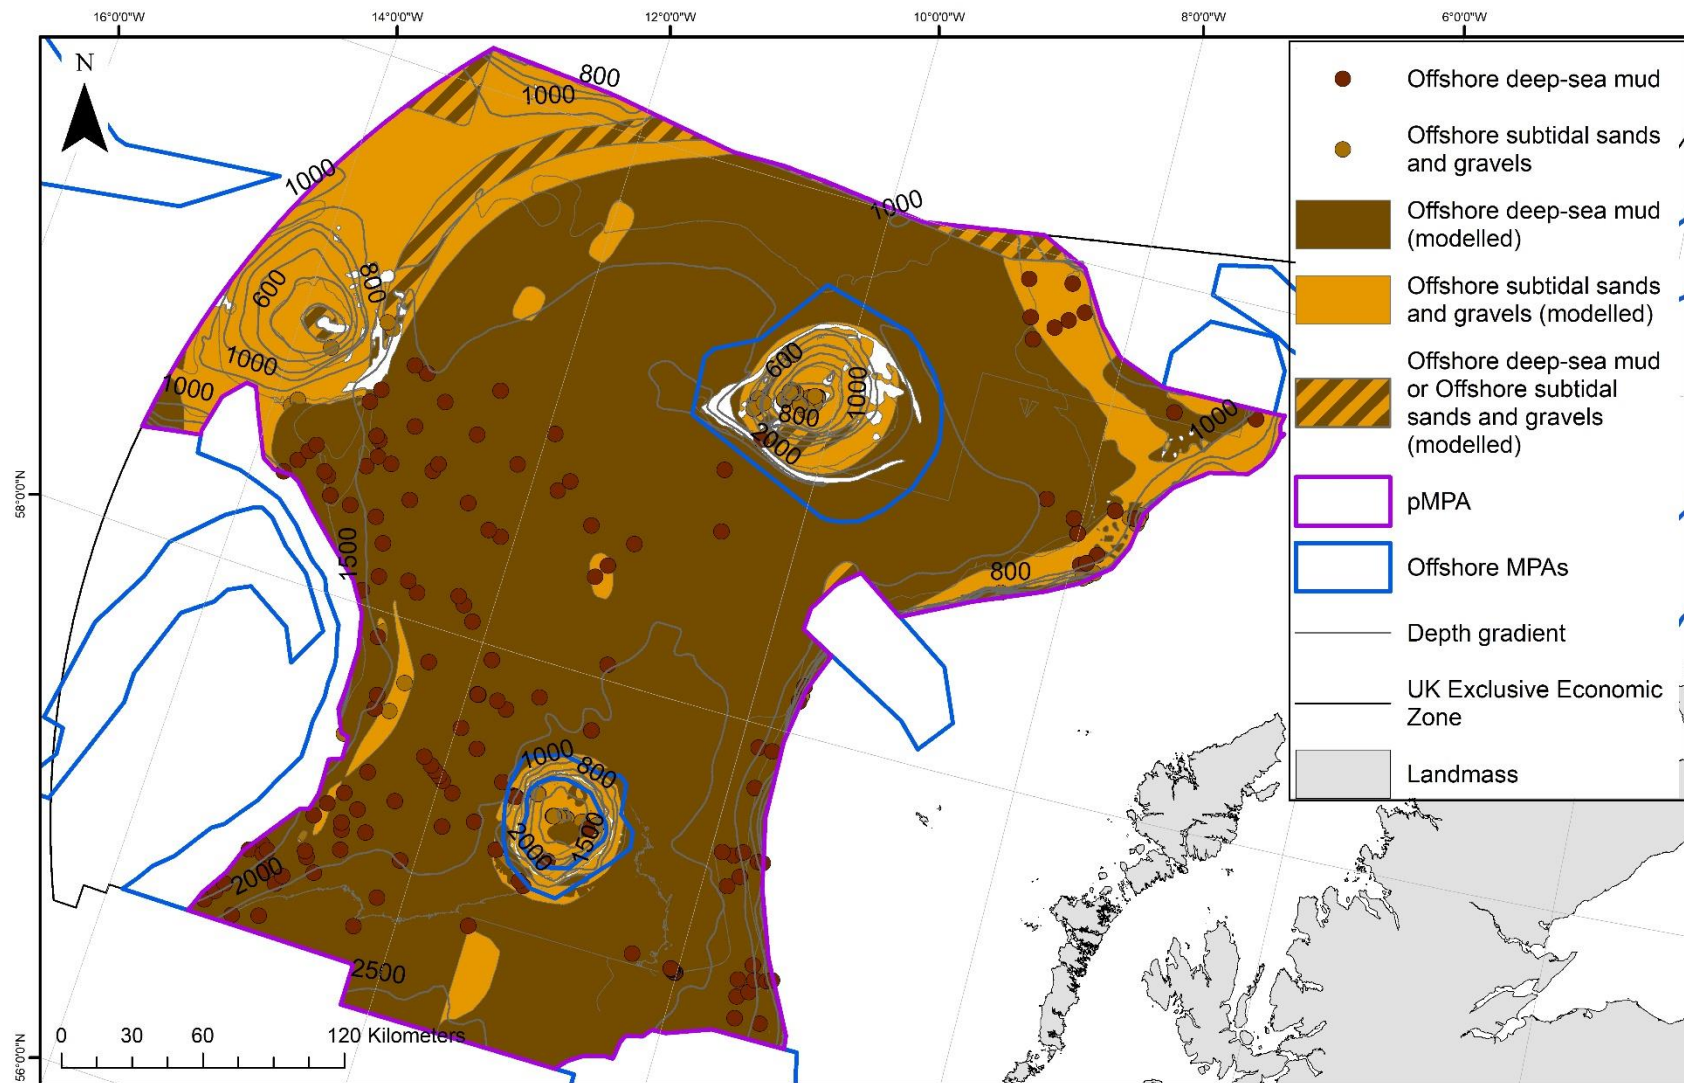 16°0'0"W
14°0'0"W
12°0'0"W
10°0'0"W
8°0'0"W
6°0'0"W
N
58°0'0"N
56°0'0"N
800
1000
1000
1000
600
800
1000
1000
600
1000
800
2000
1000
1500
800
1000
800
2000
1500
2000
2500
0
30
60
120 Kilometers
Offshore deep-sea mud
Offshore subtidal sands
and gravels
Offshore deep-sea mud
(modelled)
Offshore subtidal sands
and gravels (modelled)
Offshore deep-sea mud
or Offshore subtidal
sands and gravels
(modelled)
pMPA
Offshore MPAs
Depth gradient
UK Exclusive Economic
Zone
Landmass